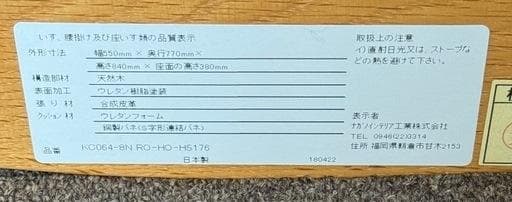 いす、腰掛け及び座いす類の品質表示
外形寸法 幅550mm × 奥行770mm×
高さ840mm × 座面の高さ380mm
構造部材 天然木
表面加工 ウレタン樹脂塗装
張り材 合成皮革
クッション材 ウレタンフォーム
鋼製バネ(S字形連結バネ)
品番 KC064-8N RO-HO-H5176
日本製 180422
取扱上の注意
イ)直射日光又は、ストーブな
どの熱を避けて下さい。
表示者
ナガノインテリア工業株式会社
TEL 0946(22)3314
住所 福岡県朝倉市甘木2153